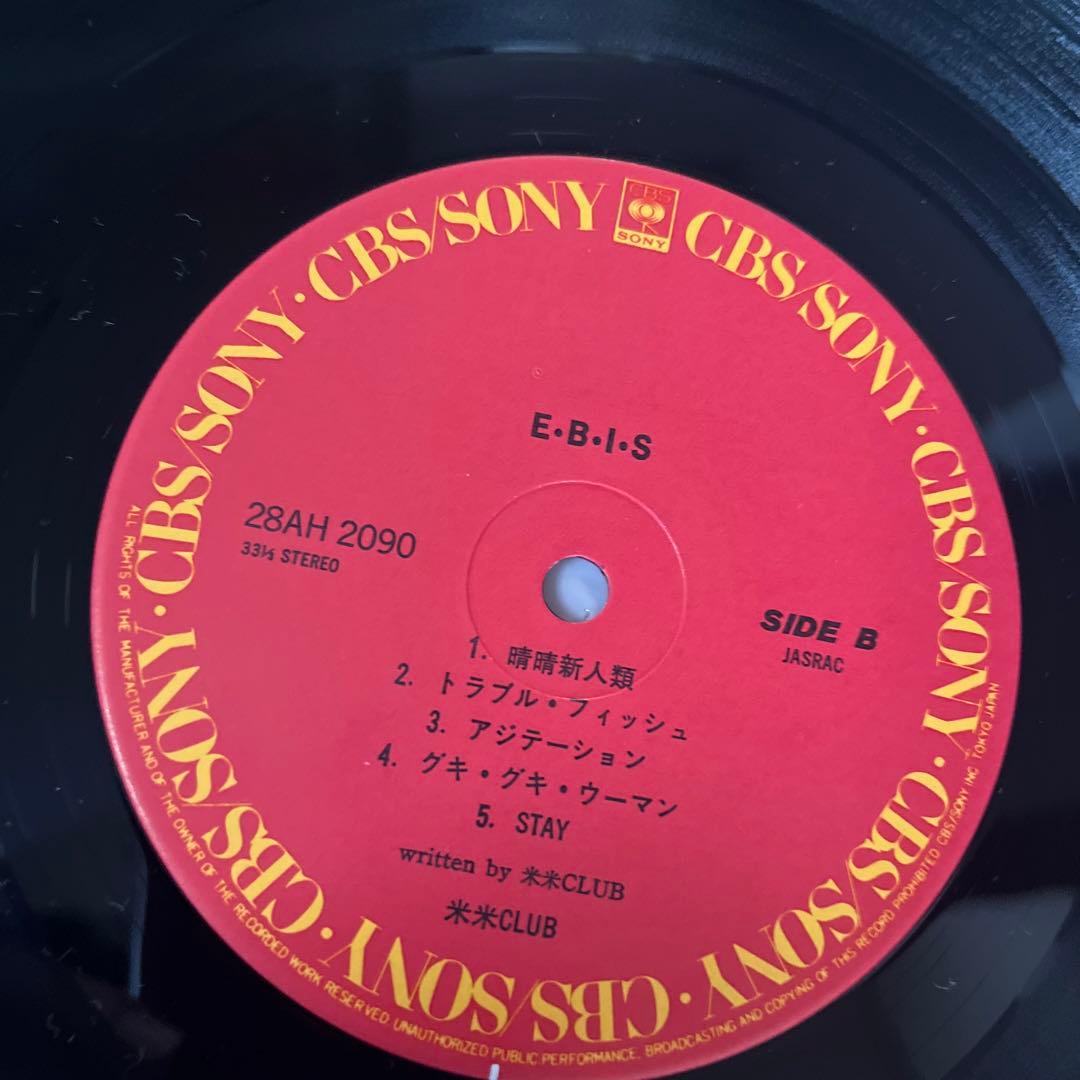 CBS/SONY · CBS/SONY · CBS/SONY · CBS/SONY · CBS/SONY · CBS/SONY · CBS/SONY · CBS/SONY
CBS
SONY
E·B·I·S
28AH 2090
33⅓ STEREO
SIDE B
JASRAC
1. 晴晴新人類
2. トラブル・フィッシュ
3. アジテーション
4. グキ・グキ・ウーマン
5. STAY
written by 米米CLUB
米米CLUB
ALL RIGHTS OF THE MANUFACTURER AND OF THE OWNER OF THE RECORDED WORK RESERVED. UNAUTHORIZED PUBLIC PERFORMANCE, BROADCASTING AND COPYING OF THIS RECORD PROHIBITED CBS/SONY INC TOKYO JAPAN